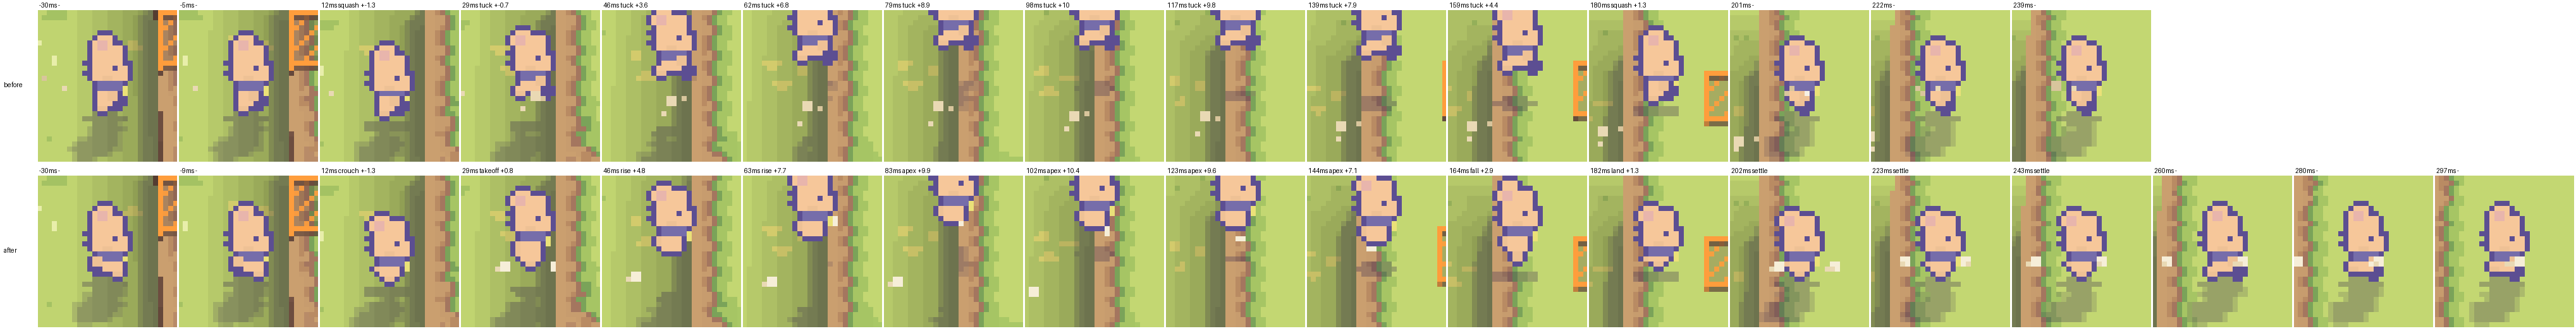 -30ms - -6ms - 12ms squash +-1.3 29ms tuck +-0.7 46ms tuck +3.6 62ms tuck +6.8 79ms tuck +8.9 98ms tuck +10 117ms tuck +9.8 139ms tuck +7.9 159ms tuck +4.4 180ms squash +1.3 201ms - 222ms - 239ms -
before
-30ms - -9ms - 12ms crouch +-1.3 29ms takeoff +0.8 46ms rise +4.8 63ms rise +7.7 83ms apex +9.9 102ms apex +10.4 123ms apex +9.6 144ms apex +7.1 164ms fall +2.9 182ms land +1.3 202ms settle 223ms settle 243ms settle 260ms - 280ms - 297ms -
after